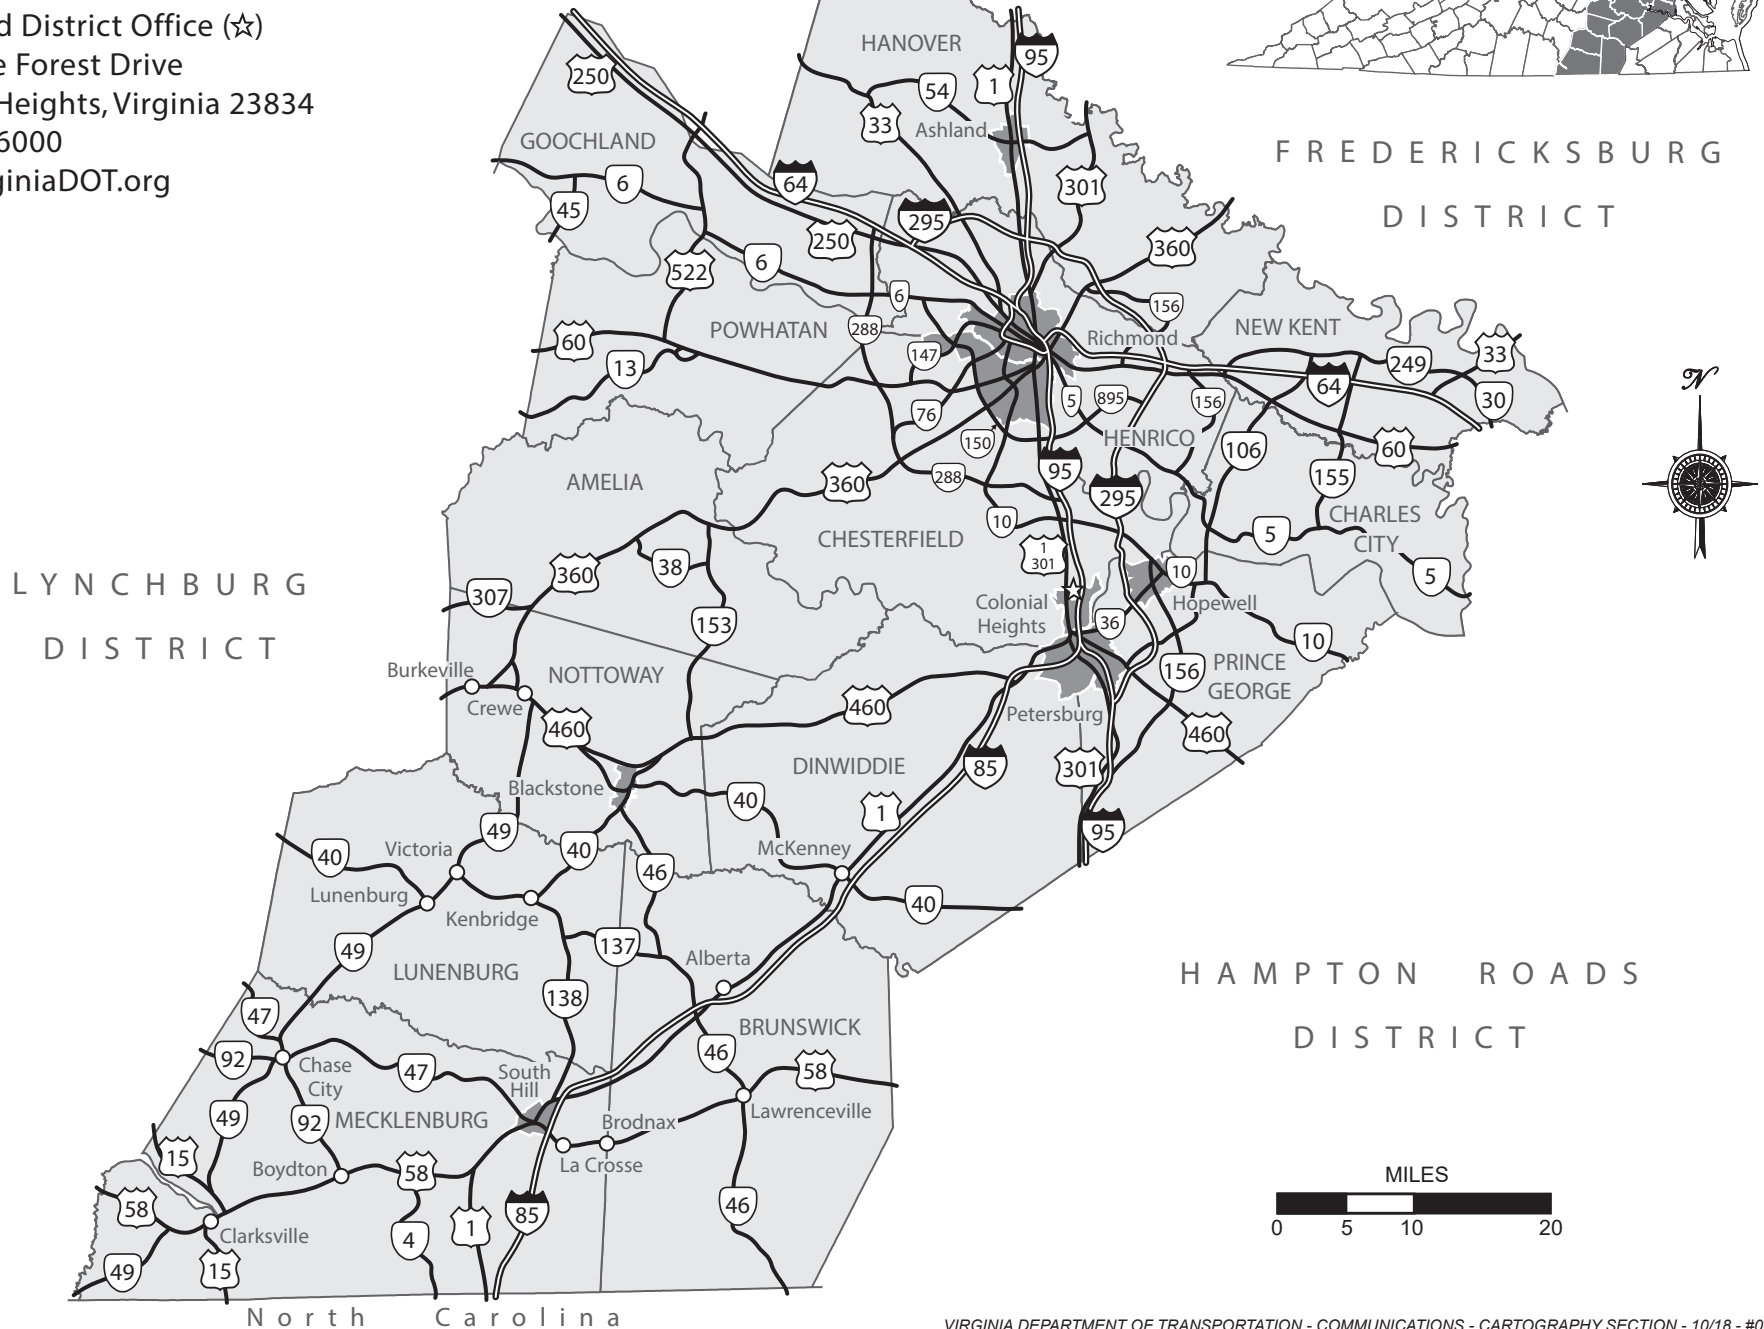 d District Office (☆)
e Forest Drive
Heights, Virginia 23834
6000
giniaDOT.org
HANOVER
95
1
250
54
33
Ashland
GOOCHLAND
FREDERICKSBURG
DISTRICT
64
6
45
301
295
250
360
522
6
6
156
POWHATAN
288
Richmond
NEW KENT
60
147
33
249
13
64
76
5
895
156
30
150
HENRICO
106
60
AMELIA
360
288
95
295
155
10
CHARLES
CITY
CHESTERFIELD
5
1
301
N
LYNCHBURG
DISTRICT
360
38
10
5
307
Colonial
Heights
Hopewell
36
153
10
Burkeville
NOTTOWAY
156
PRINCE
GEORGE
Crewe
460
460
Petersburg
460
DINWIDDIE
85
301
Blackstone
40
1
95
49
40
Victoria
40
McKenney
46
Lunenburg
Kenbridge
40
49
137
Alberta
LUNENBURG
138
HAMPTON ROADS
DISTRICT
47
BRUNSWICK
92
Chase
City
47
South
Hill
46
58
49
92
MECKLENBURG
Brodnax
Lawrenceville
15
Boydton
58
La Crosse
58
46
85
1
4
Clarksville
49
15
MILES
0 5 10 20
North Carolina
VIRGINIA DEPARTMENT OF TRANSPORTATION - COMMUNICATIONS - CARTOGRAPHY SECTION - 10/18 - #0